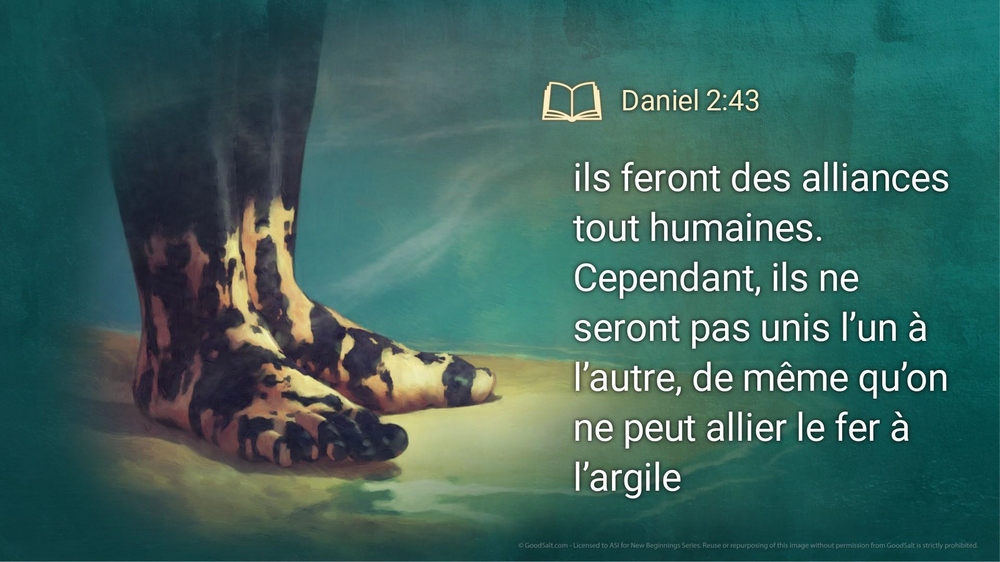 Daniel 2:43
ils feront des alliances
tout humaines.
Cependant, ils ne
seront pas unis l’un à
l’autre, de même qu’on
ne peut allier le fer à
l’argile
© GoodSalt.com - Licensed to ASI for New Beginnings Series. Reuse or repurposing of this image without permission from GoodSalt is strictly prohibited.